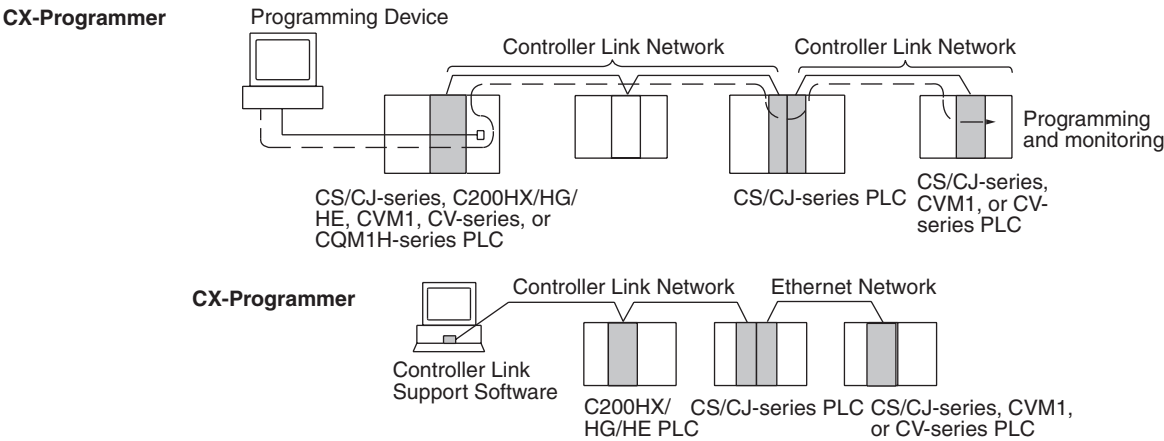 CX-Programmer
Programming Device
Controller Link Network
Controller Link Network
Programming
and monitoring
CS/CJ-series, C200HX/HG/
HE, CVM1, CV-series, or
CQM1H-series PLC
CS/CJ-series PLC
CS/CJ-series,
CVM1, or CV-
series PLC
CX-Programmer
Controller Link Network
Ethernet Network
Controller Link
Support Software
C200HX/
HG/HE PLC
CS/CJ-series PLC
CS/CJ-series, CVM1,
or CV-series PLC